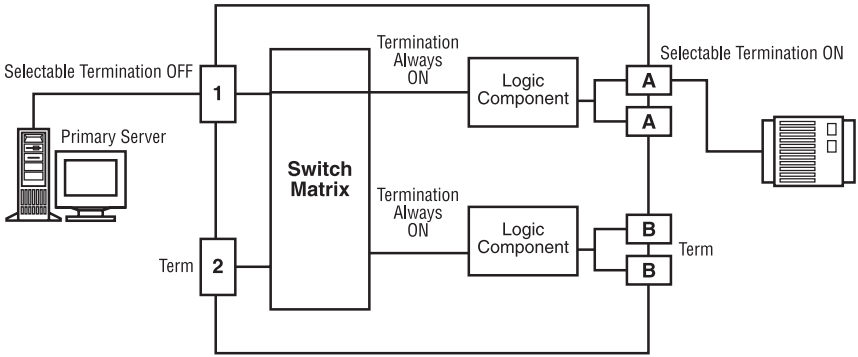 Selectable Termination OFF
1
Primary Server
Term
2
Switch
Matrix
Termination
Always
ON
Logic
Component
A
A
Selectable Termination ON
Termination
Always
ON
Logic
Component
B
B
Term